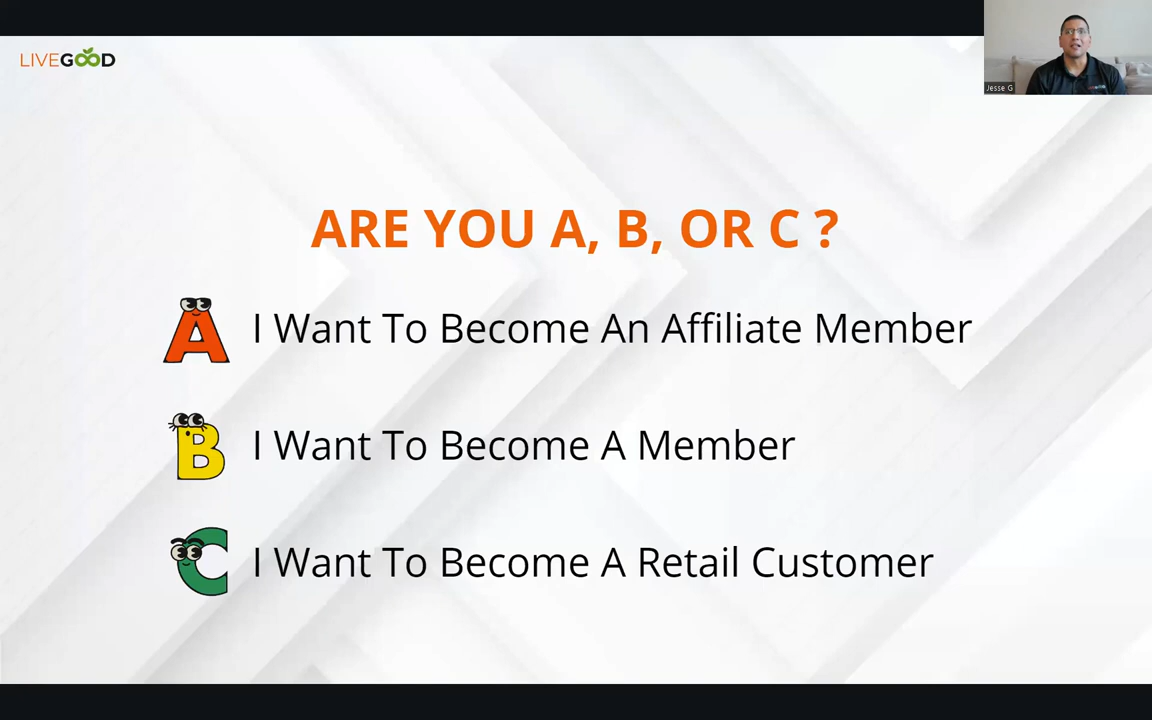 LIVEGOOD
Jesse G
ARE YOU A, B, OR C ?
A I Want To Become An Affiliate Member
B I Want To Become A Member
C I Want To Become A Retail Customer